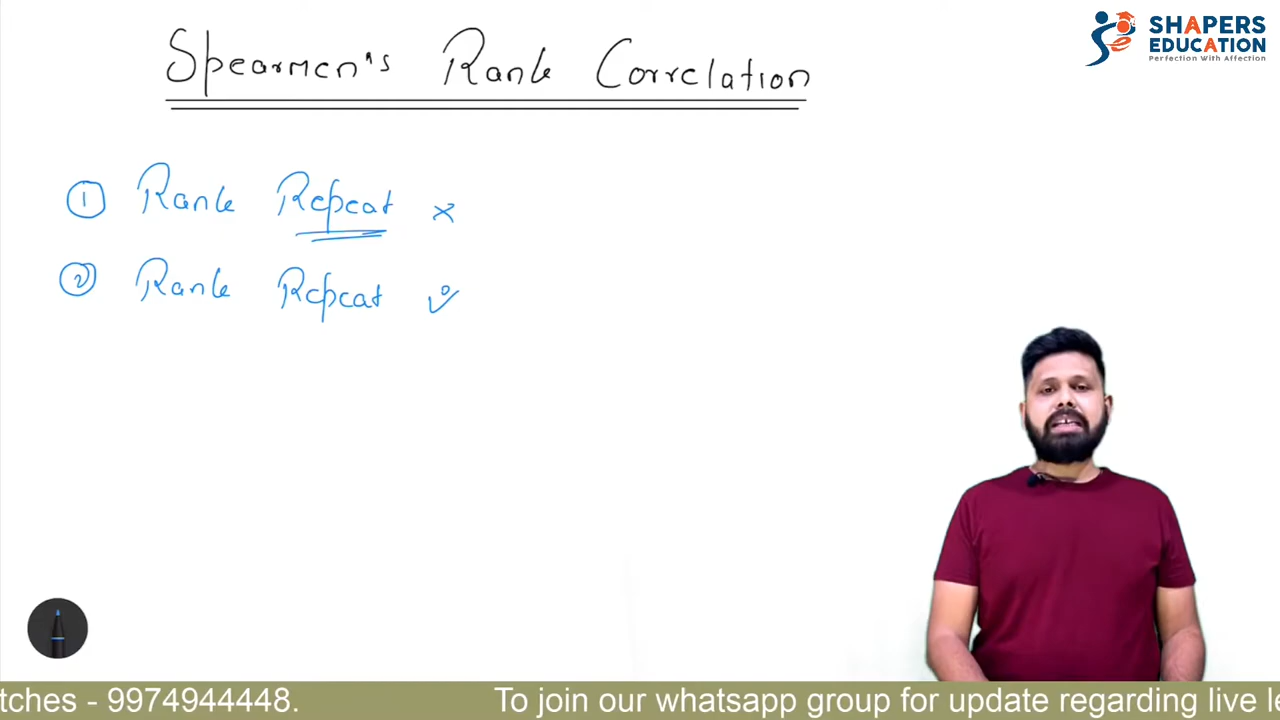 SHAPERS
EDUCATION
Perfection With Affection
Spearmen's Rank Correlation
① Rank Repeat ×
② Rank Repeat ✓
tches - 9974944448. To join our whatsapp group for update regarding live le